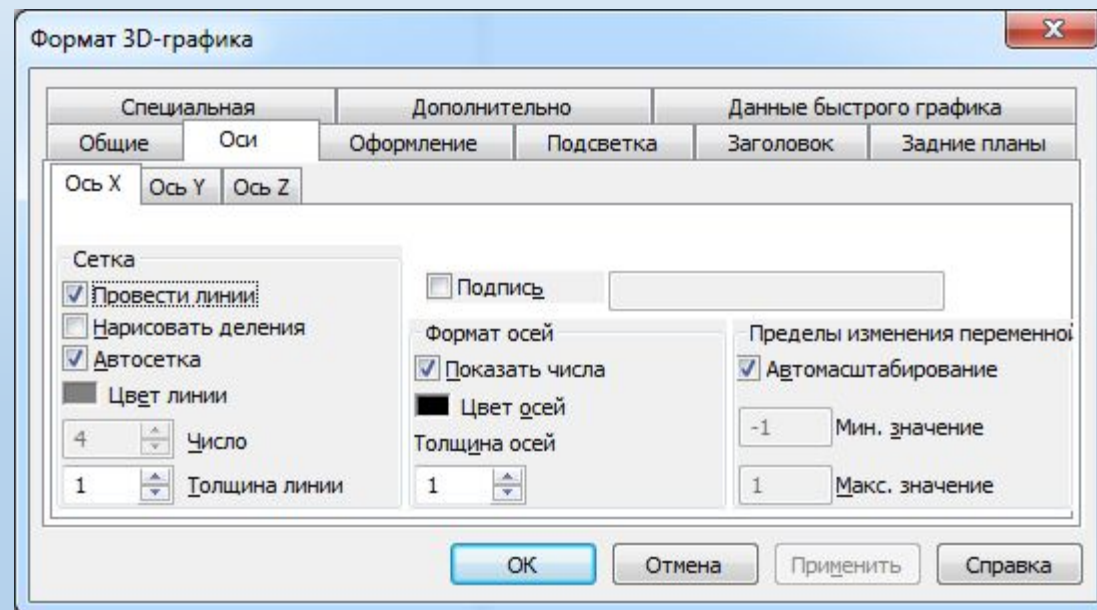 Формат 3D-графика
Специальная Дополнительно Данные быстрого графика
Общие Оси Оформление Подсветка Заголовок Задние планы
Ось X Ось Y Ось Z
Сетка
Провести линии
Нарисовать деления
Автосетка
Цвет линии
4 Число
1 Толщина линии
Подпись
Формат осей
Показать числа
Цвет осей
Толщина осей
1
Пределы изменения переменной
Автомасштабирование
-1 Мин. значение
1 Макс. значение
OK Отмена Применить Справка